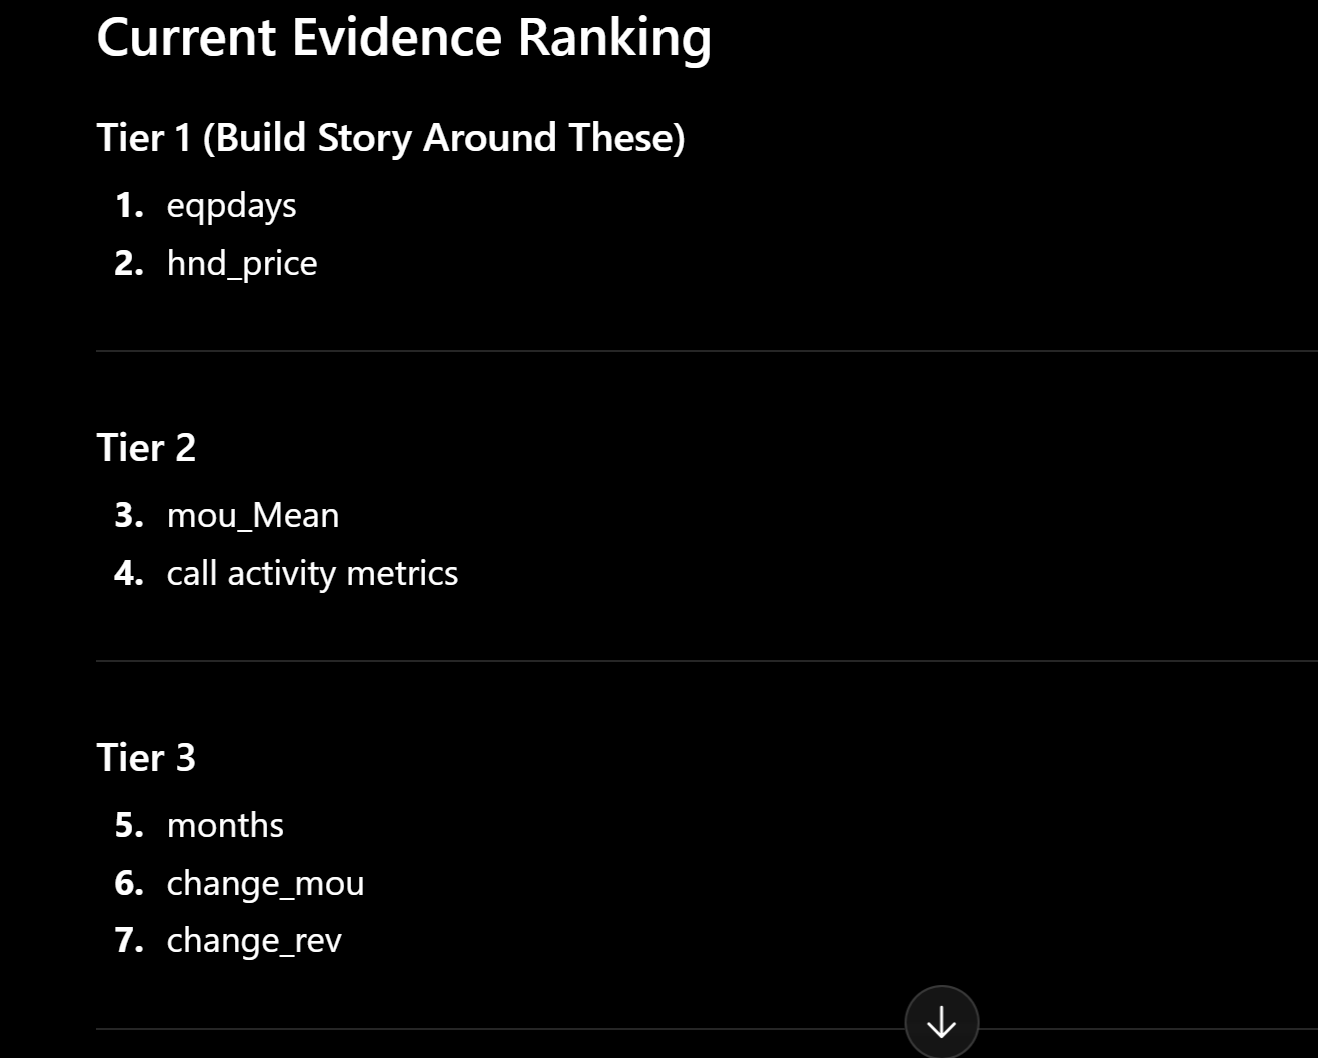 Current Evidence Ranking
Tier 1 (Build Story Around These)
1. eqpdays
2. hnd_price
Tier 2
3. mou_Mean
4. call activity metrics
Tier 3
5. months
6. change_mou
7. change_rev